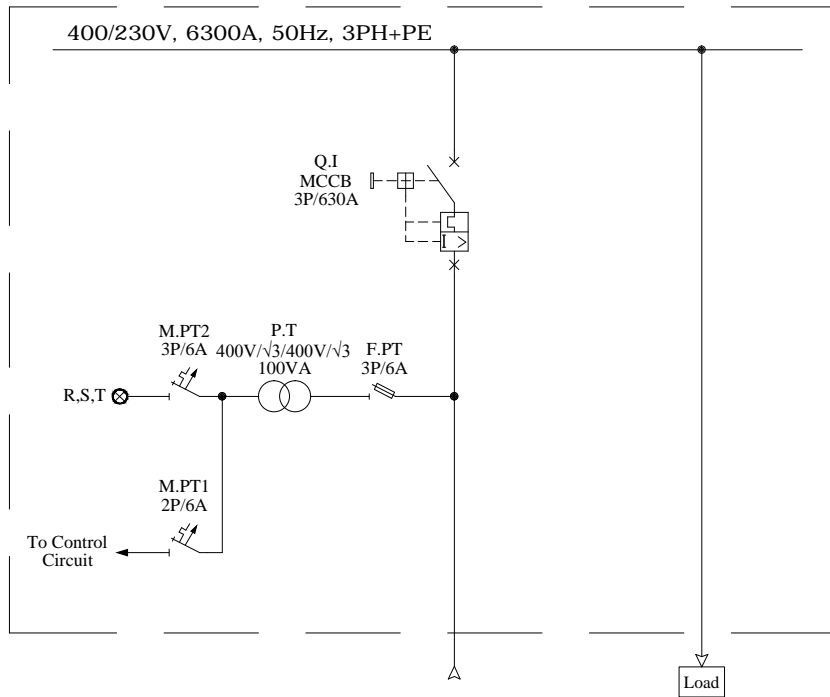 400/230V, 6300A, 50Hz, 3PH+PE
Q.I
MCCB
3P/630A
I >
M.PT2
3P/6A
P.T
400V/√3/400V/√3
100VA
F.PT
3P/6A
R,S,T
M.PT1
2P/6A
To Control
Circuit
Load